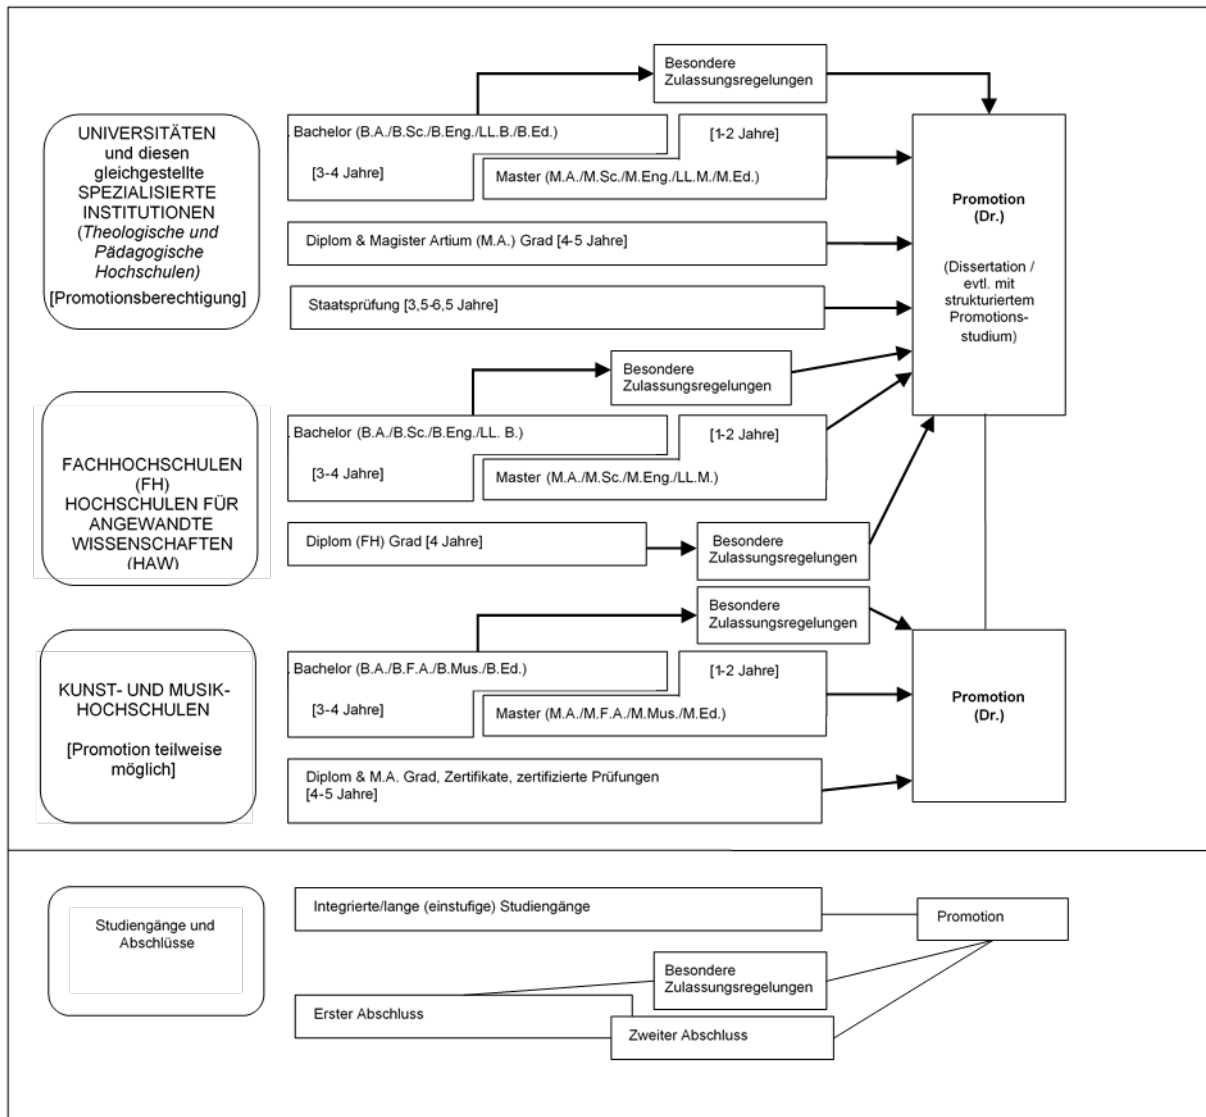 UNIVERSITÄTEN
und diesen
gleichgestellte
SPEZIALISIERTE
INSTITUTIONEN
(Theologische und
Pädagogische
Hochschulen)
[Promotionsberechtigung]
Besondere
Zulassungsregelungen
. Bachelor (B.A./B.Sc./B.Eng./LL.B./B.Ed.)
[1-2 Jahre]
[3-4 Jahre]
Master (M.A./M.Sc./M.Eng./LL.M./M.Ed.)
Diplom & Magister Artium (M.A.) Grad [4-5 Jahre]
Staatsprüfung [3,5-6,5 Jahre]
Promotion
(Dr.)
(Dissertation /
evtl. mit
strukturiertem
Promotions-
studium)
FACHHOCHSCHULEN
(FH)
HOCHSCHULEN FÜR
ANGEWANDTE
WISSENSCHAFTEN
(HAW)
Besondere
Zulassungsregelungen
. Bachelor (B.A./B.Sc./B.Eng./LL. B.)
[1-2 Jahre]
[3-4 Jahre]
Master (M.A./M.Sc./M.Eng./LL.M.)
Diplom (FH) Grad [4 Jahre]
Besondere
Zulassungsregelungen
KUNST- UND MUSIK-
HOCHSCHULEN
[Promotion teilweise
möglich]
Besondere
Zulassungsregelungen
. Bachelor (B.A./B.F.A./B.Mus./B.Ed.)
[1-2 Jahre]
[3-4 Jahre]
Master (M.A./M.F.A./M.Mus./M.Ed.)
Diplom & M.A. Grad, Zertifikate, zertifizierte Prüfungen
[4-5 Jahre]
Promotion
(Dr.)
Studiengänge und
Abschlüsse
Integrierte/lange (einstufige) Studiengänge
Promotion
Besondere
Zulassungsregelungen
Erster Abschluss
Zweiter Abschluss